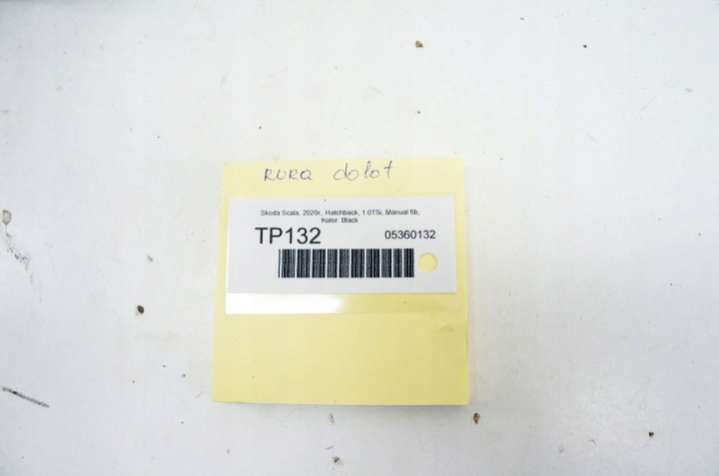 RURA dolot
Skoda Scala, 2020r., Hatchback, 1.0TSi, Manual 6b,
Kolor: Black
TP132
05360132